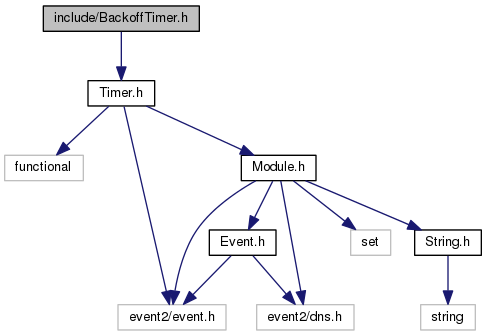 include/BackoffTimer.h
Timer.h
functional
Module.h
Event.h
set
String.h
event2/event.h
event2/dns.h
string